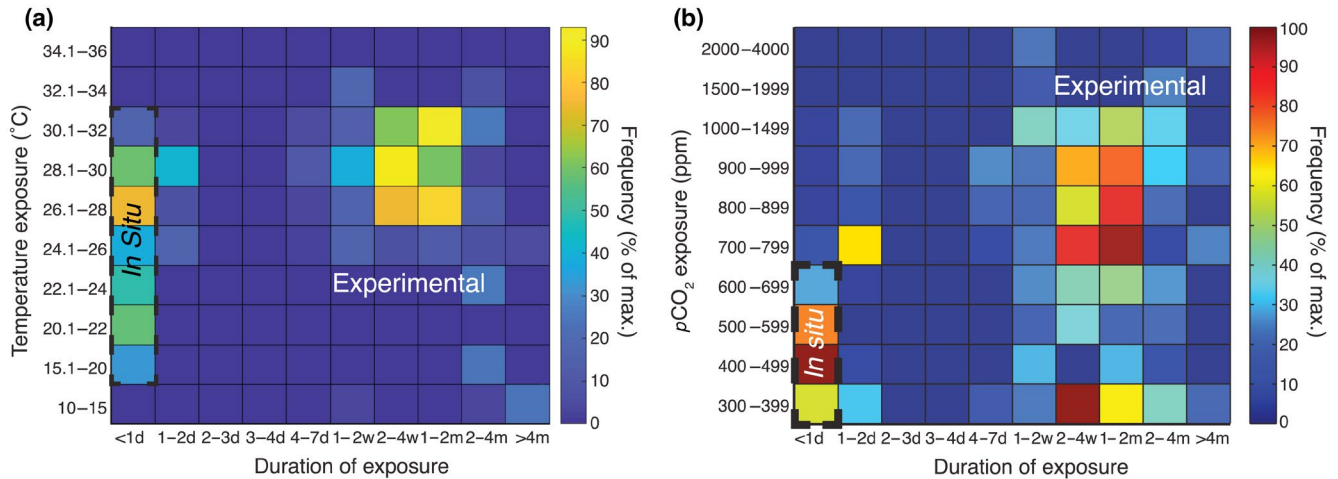 (a)
Temperature exposure (˚C)
34.1–36
32.1–34
30.1–32
28.1–30
26.1–28
24.1–26
22.1–24
20.1–22
15.1–20
10–15
In Situ
Experimental
<1d 1–2d 2–3d 3–4d 4–7d 1–2w 2–4w 1–2m 2–4m >4m
Duration of exposure
90
80
70
60
50
40
30
20
10
0
Frequency (% of max.)
(b)
pCO2 exposure (ppm)
2000–4000
1500–1999
1000–1499
900–999
800–899
700–799
600–699
500–599
400–499
300–399
In situ
Experimental
<1d 1–2d 2–3d 3–4d 4–7d 1–2w 2–4w 1–2m 2–4m >4m
Duration of exposure
100
90
80
70
60
50
40
30
20
10
0
Frequency (% of max.)